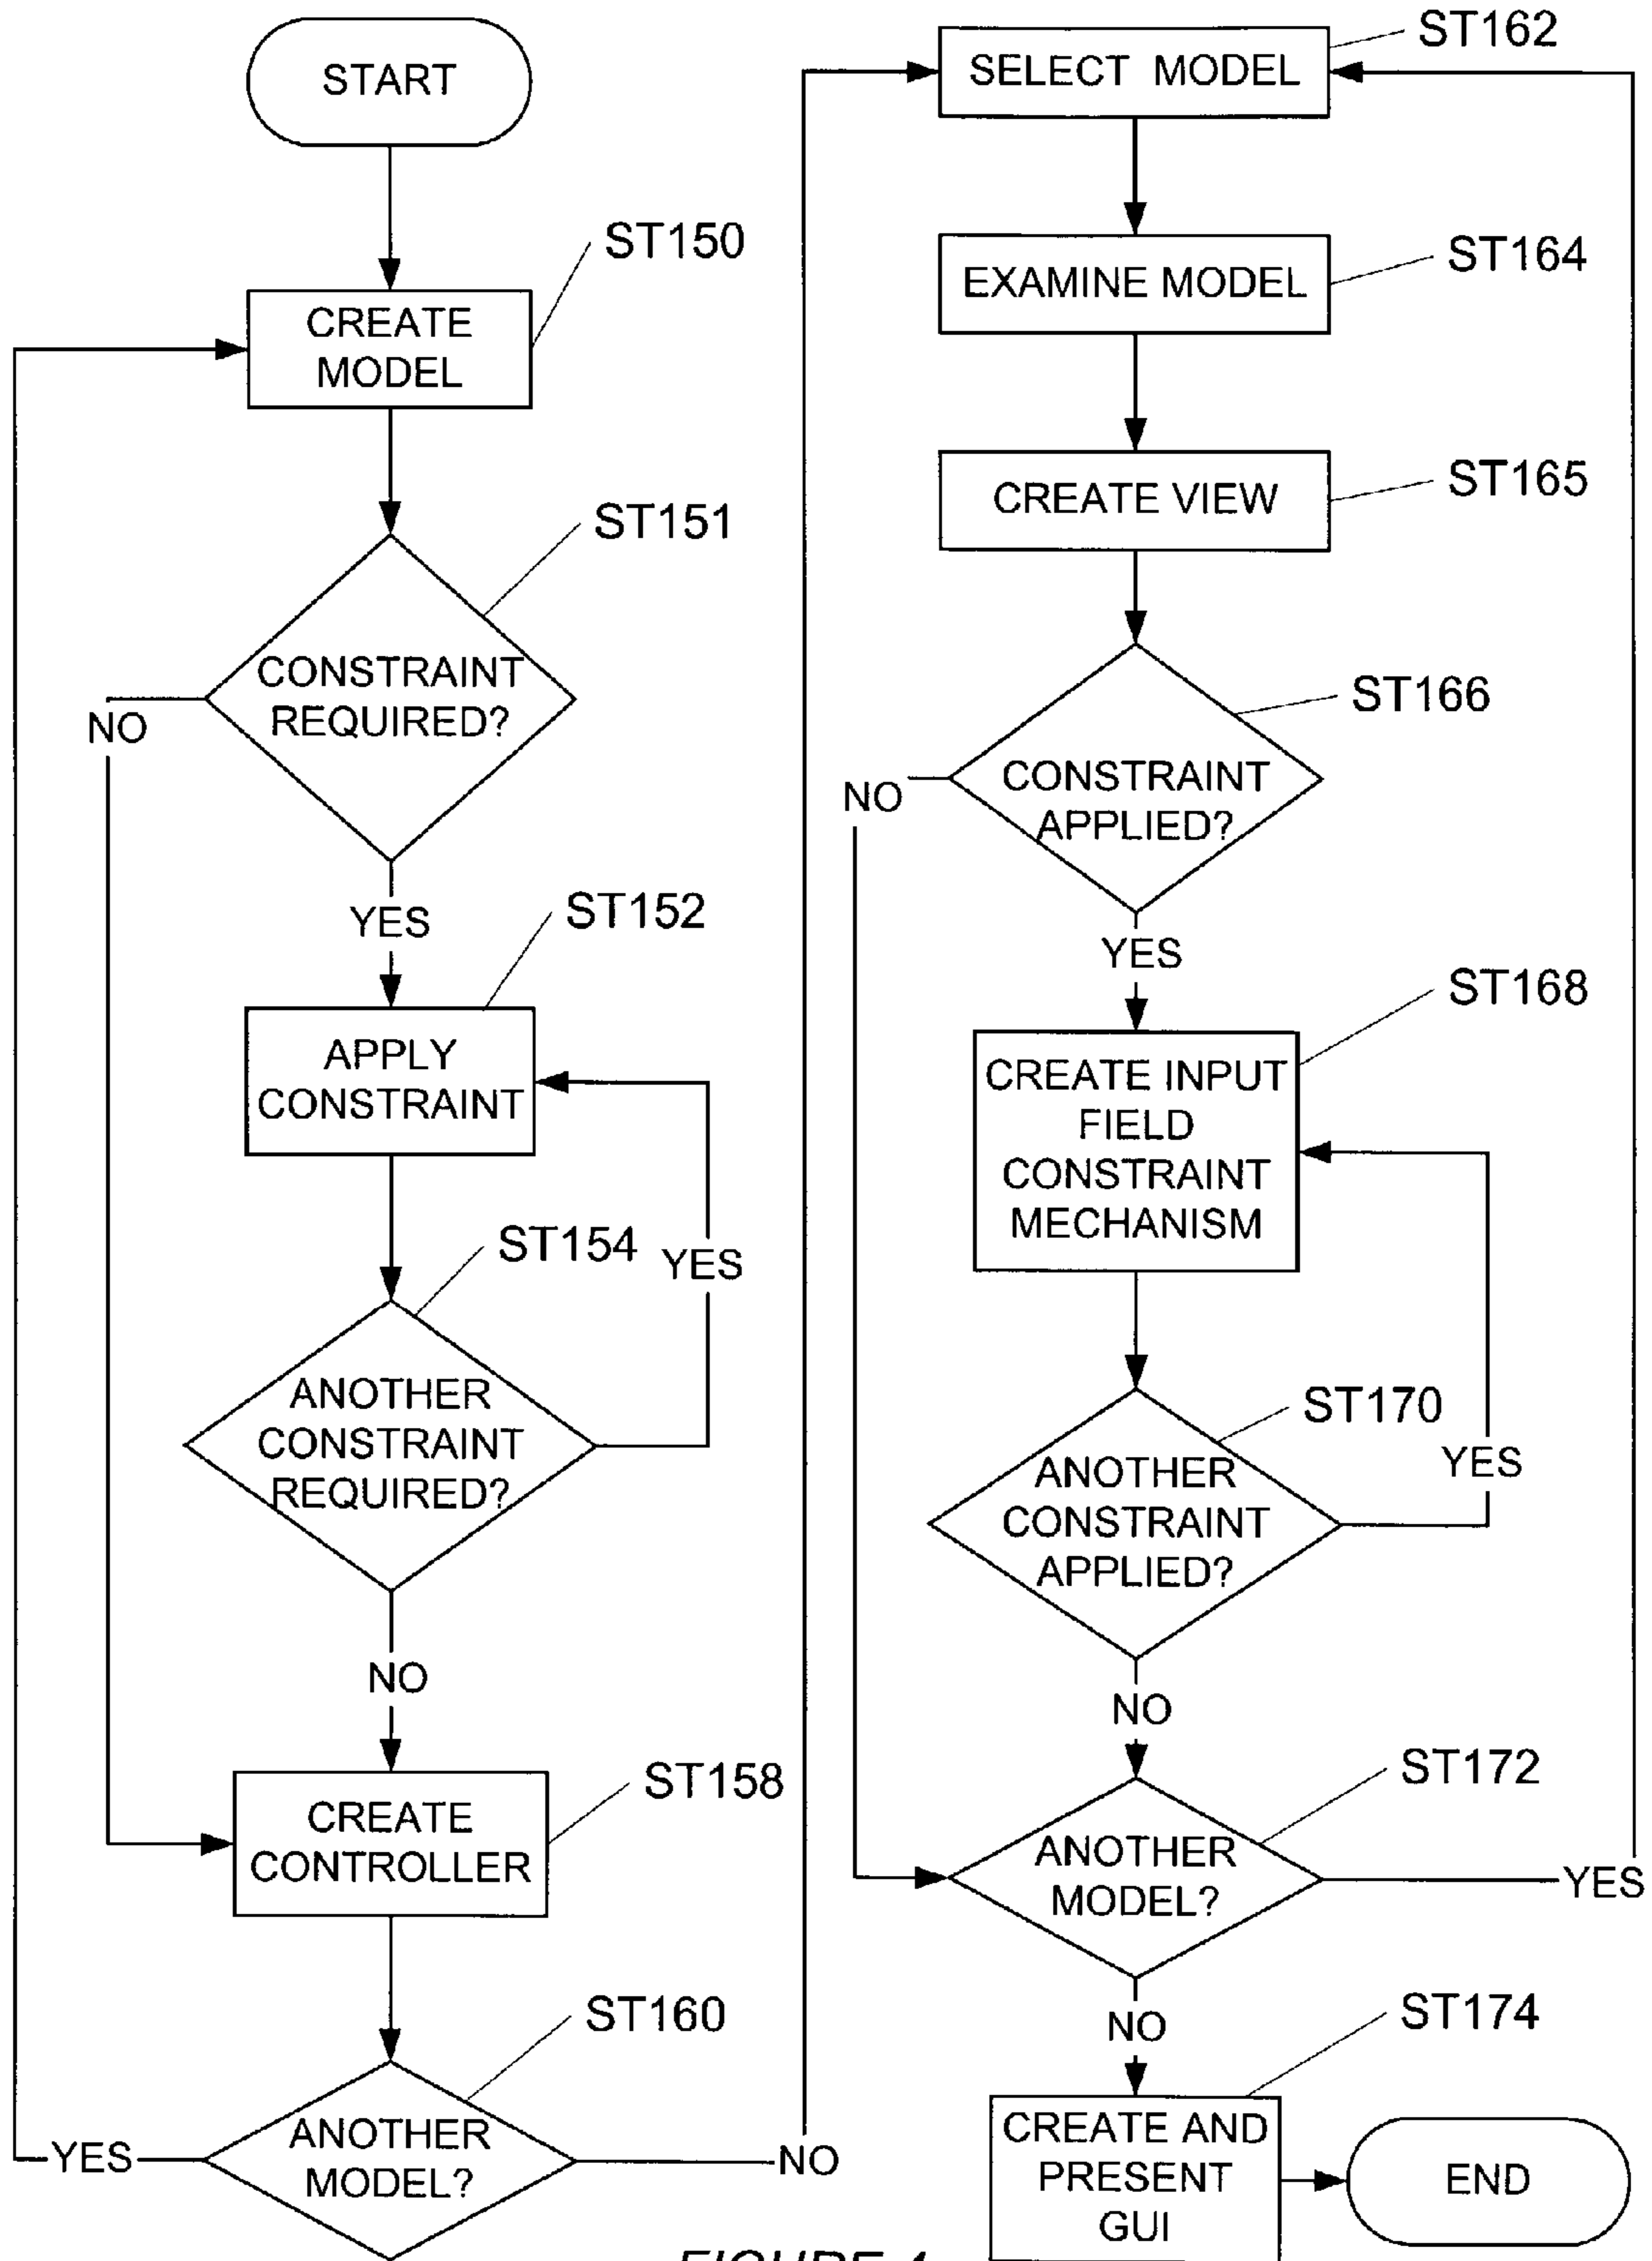 START
ST150
CREATE
MODEL
ST151
CONSTRAINT
REQUIRED?
NO
YES
ST152
APPLY
CONSTRAINT
ST154
YES
ANOTHER
CONSTRAINT
REQUIRED?
NO
ST158
CREATE
CONTROLLER
ST160
ANOTHER
MODEL?
YES
NO
ST162
SELECT MODEL
ST164
EXAMINE MODEL
ST165
CREATE VIEW
ST166
CONSTRAINT
APPLIED?
NO
YES
ST168
CREATE INPUT
FIELD
CONSTRAINT
MECHANISM
ST170
YES
ANOTHER
CONSTRAINT
APPLIED?
NO
ST172
ANOTHER
MODEL?
YES
NO
ST174
CREATE AND
PRESENT
GUI
END